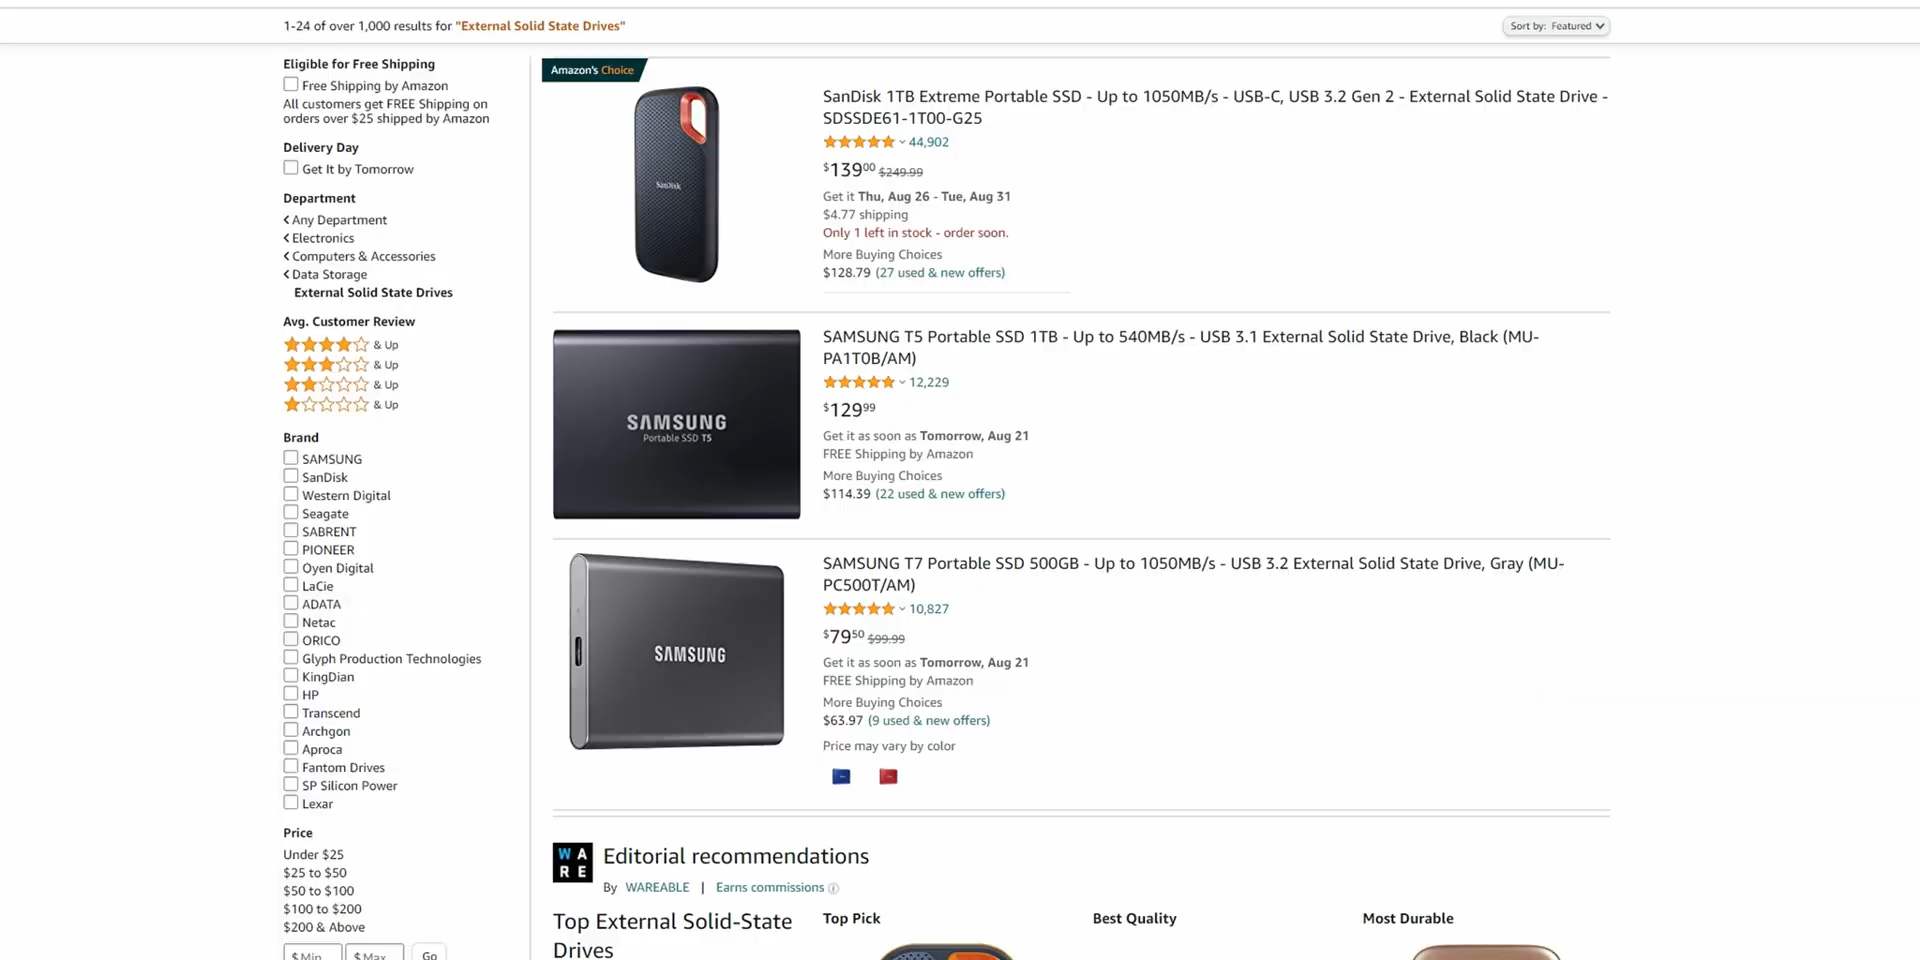 1-24 of over 1,000 results for "External Solid State Drives"
Sort by: Featured
Eligible for Free Shipping
Free Shipping by Amazon
All customers get FREE Shipping on
orders over $25 shipped by Amazon
Delivery Day
Get It by Tomorrow
Department
Any Department
Electronics
Computers & Accessories
Data Storage
External Solid State Drives
Avg. Customer Review
& Up
& Up
& Up
& Up
Brand
SAMSUNG
SanDisk
Western Digital
Seagate
SABRENT
PIONEER
Oyen Digital
LaCie
ADATA
Netac
ORICO
Glyph Production Technologies
KingDian
HP
Transcend
Archgon
Aproca
Fantom Drives
SP Silicon Power
Lexar
Price
Under $25
$25 to $50
$50 to $100
$100 to $200
$200 & Above
$ Min
$ Max
Go
Amazon's Choice
SanDisk
SanDisk 1TB Extreme Portable SSD - Up to 1050MB/s - USB-C, USB 3.2 Gen 2 - External Solid State Drive -
SDSSDE61-1T00-G25
44,902
$13900 $249.99
Get it Thu, Aug 26 - Tue, Aug 31
$4.77 shipping
Only 1 left in stock - order soon.
More Buying Choices
$128.79 (27 used & new offers)
SAMSUNG
Portable SSD T5
SAMSUNG T5 Portable SSD 1TB - Up to 540MB/s - USB 3.1 External Solid State Drive, Black (MU-
PA1T0B/AM)
12,229
$12999
Get it as soon as Tomorrow, Aug 21
FREE Shipping by Amazon
More Buying Choices
$114.39 (22 used & new offers)
SAMSUNG
SAMSUNG T7 Portable SSD 500GB - Up to 1050MB/s - USB 3.2 External Solid State Drive, Gray (MU-
PC500T/AM)
10,827
$7950 $99.99
Get it as soon as Tomorrow, Aug 21
FREE Shipping by Amazon
More Buying Choices
$63.97 (9 used & new offers)
Price may vary by color
WA
RE
Editorial recommendations
By WAREABLE | Earns commissions
Top External Solid-State
Drives
Top Pick
Best Quality
Most Durable